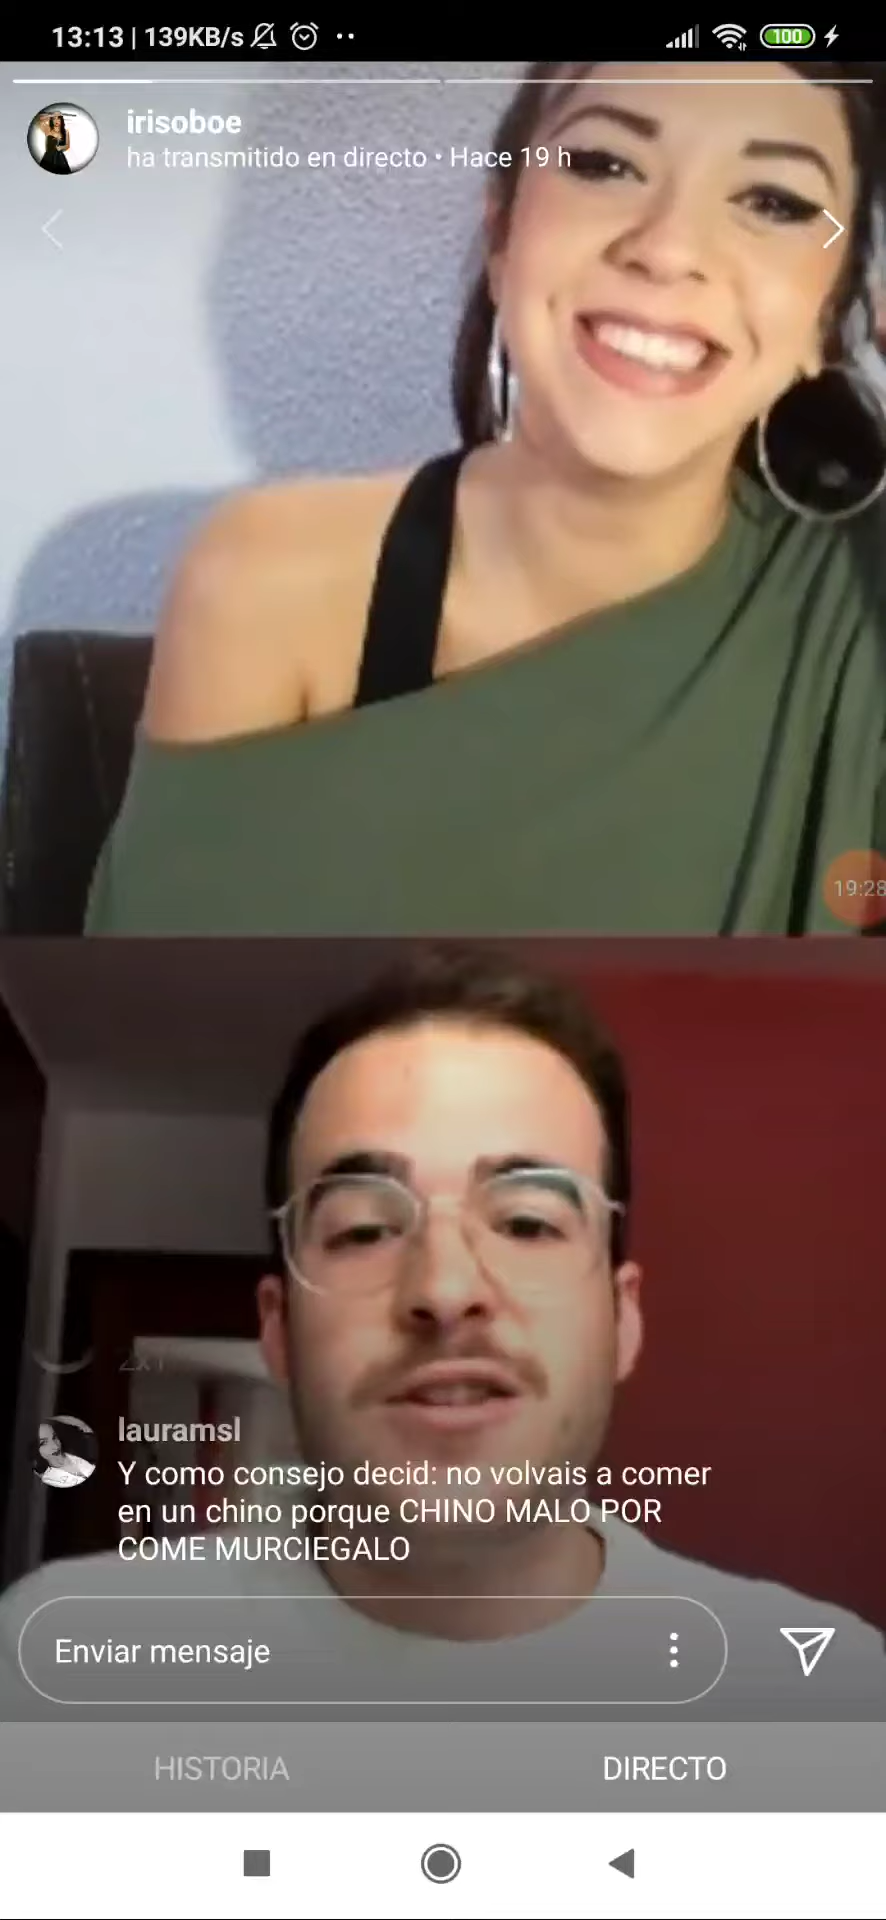 13:13 | 139KB/s
100
irisoboe
ha transmitido en directo • Hace 19 h
19:28
2x1
lauramsl
Y como consejo decid: no volvais a comer
en un chino porque CHINO MALO POR
COME MURCIEGALO
Enviar mensaje
HISTORIA
DIRECTO